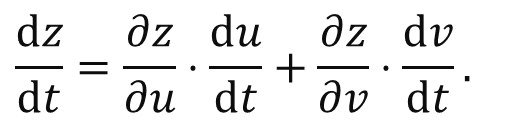 dz/dt = ∂z/∂u · du/dt + ∂z/∂v · dv/dt.